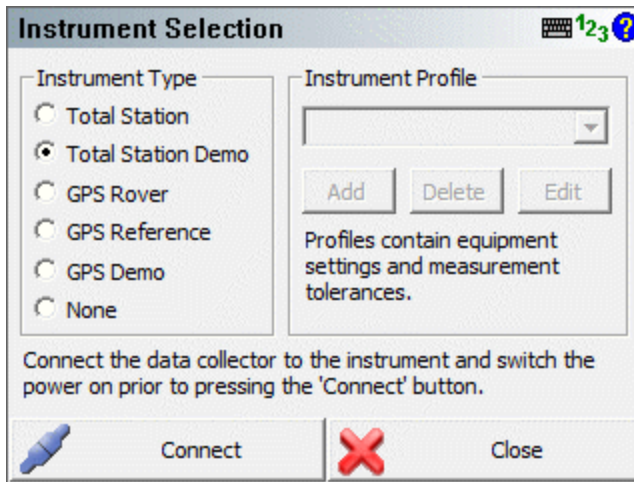 Instrument Selection
123
?
Instrument Type
Total Station
Total Station Demo
GPS Rover
GPS Reference
GPS Demo
None
Instrument Profile
Add
Delete
Edit
Profiles contain equipment
settings and measurement
tolerances.
Connect the data collector to the instrument and switch the
power on prior to pressing the 'Connect' button.
Connect
Close